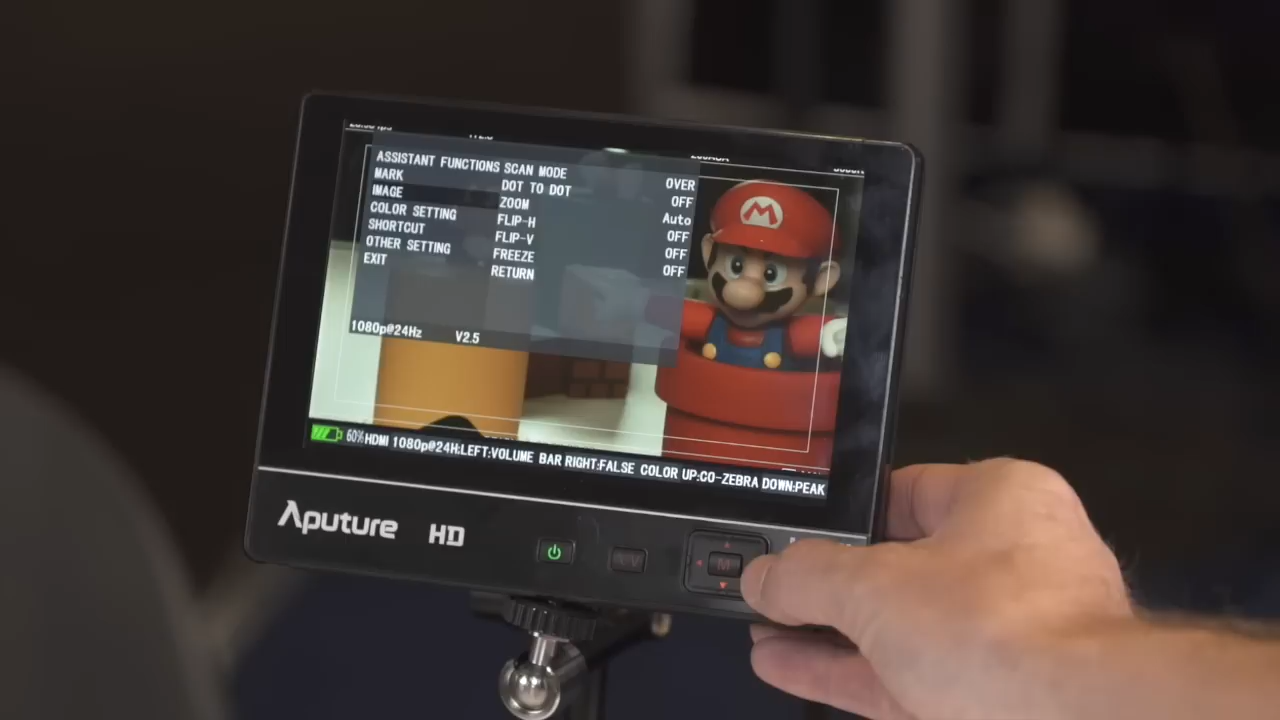 ASSISTANT FUNCTIONS SCAN MODE OVER
MARK DOT TO DOT OFF
IMAGE ZOOM Auto
COLOR SETTING FLIP-H OFF
SHORTCUT FLIP-V OFF
OTHER SETTING FREEZE OFF
EXIT RETURN
1080p@24Hz V2.5
M
60% HDMI 1080p@24H:LEFT:VOLUME BAR RIGHT:FALSE COLOR UP:CO-ZEBRA DOWN:PEAK
Aputure HD
M